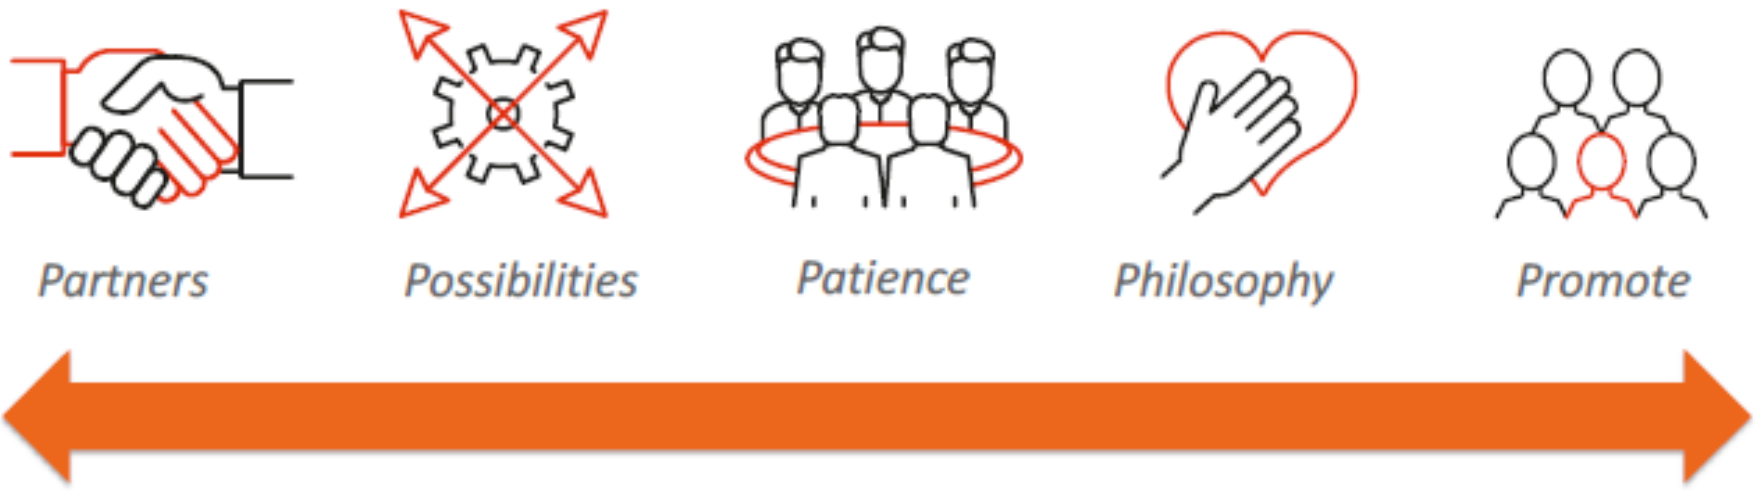 Partners
Possibilities
Patience
Philosophy
Promote